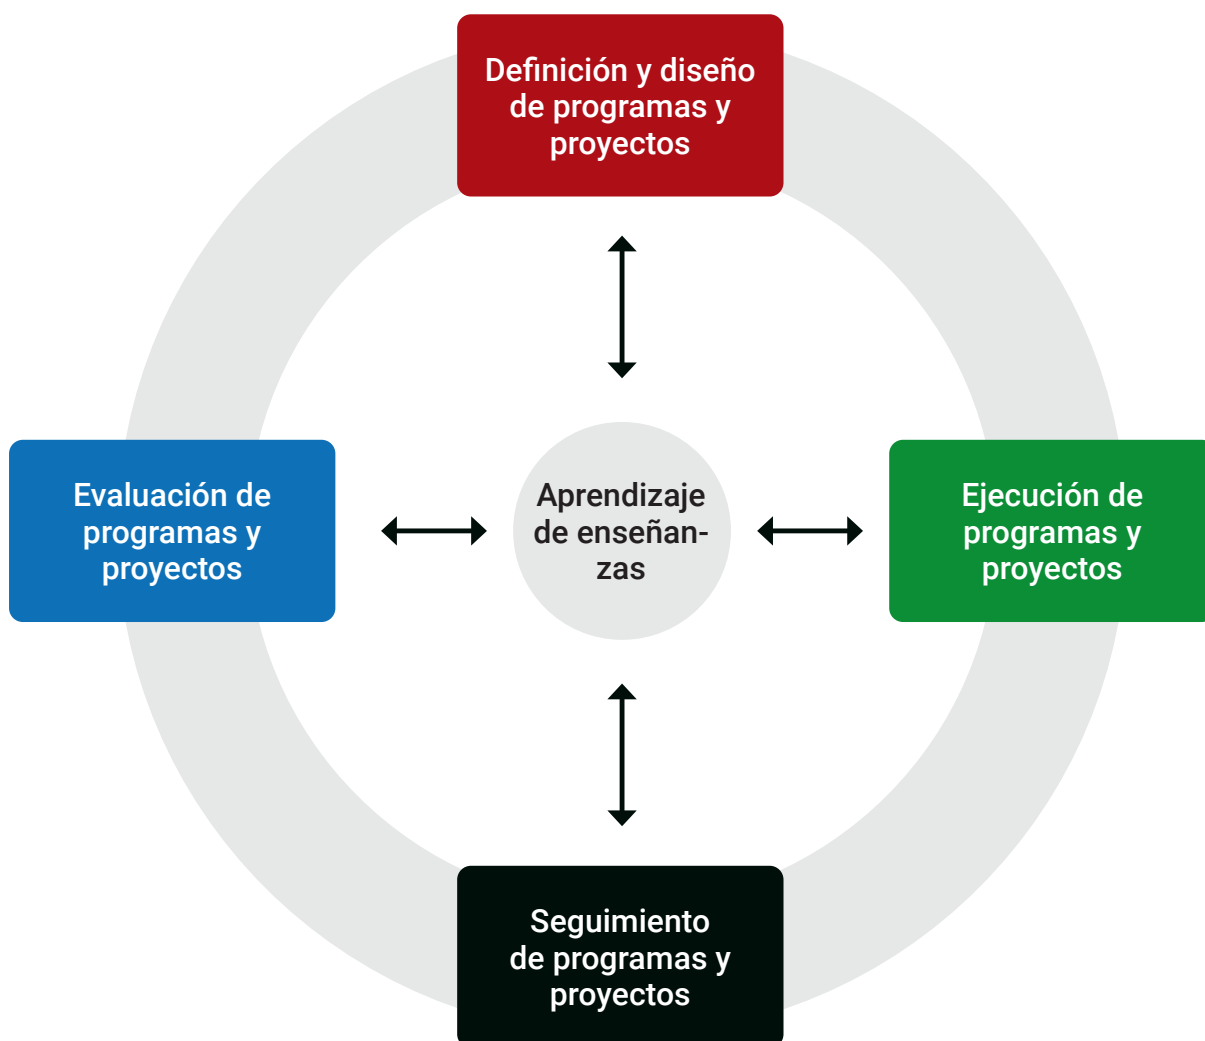 Definición y diseño
de programas y
proyectos
Evaluación de
programas y
proyectos
Aprendizaje
de enseñan-
zas
Ejecución de
programas y
proyectos
Seguimiento
de programas y
proyectos